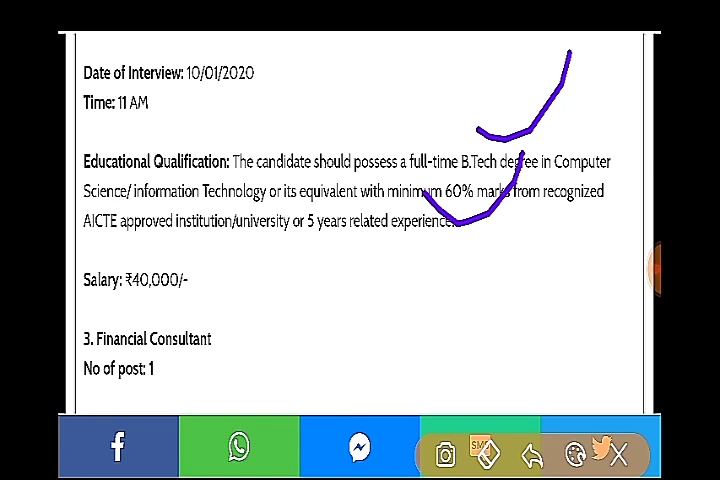 Date of Interview: 10/01/2020
Time: 11 AM
Educational Qualification: The candidate should possess a full-time B.Tech degree in Computer
Science/ information Technology or its equivalent with minimum 60% marks from recognized
AICTE approved institution/university or 5 years related experience.
Salary: ₹40,000/-
3. Financial Consultant
No of post: 1
SMS